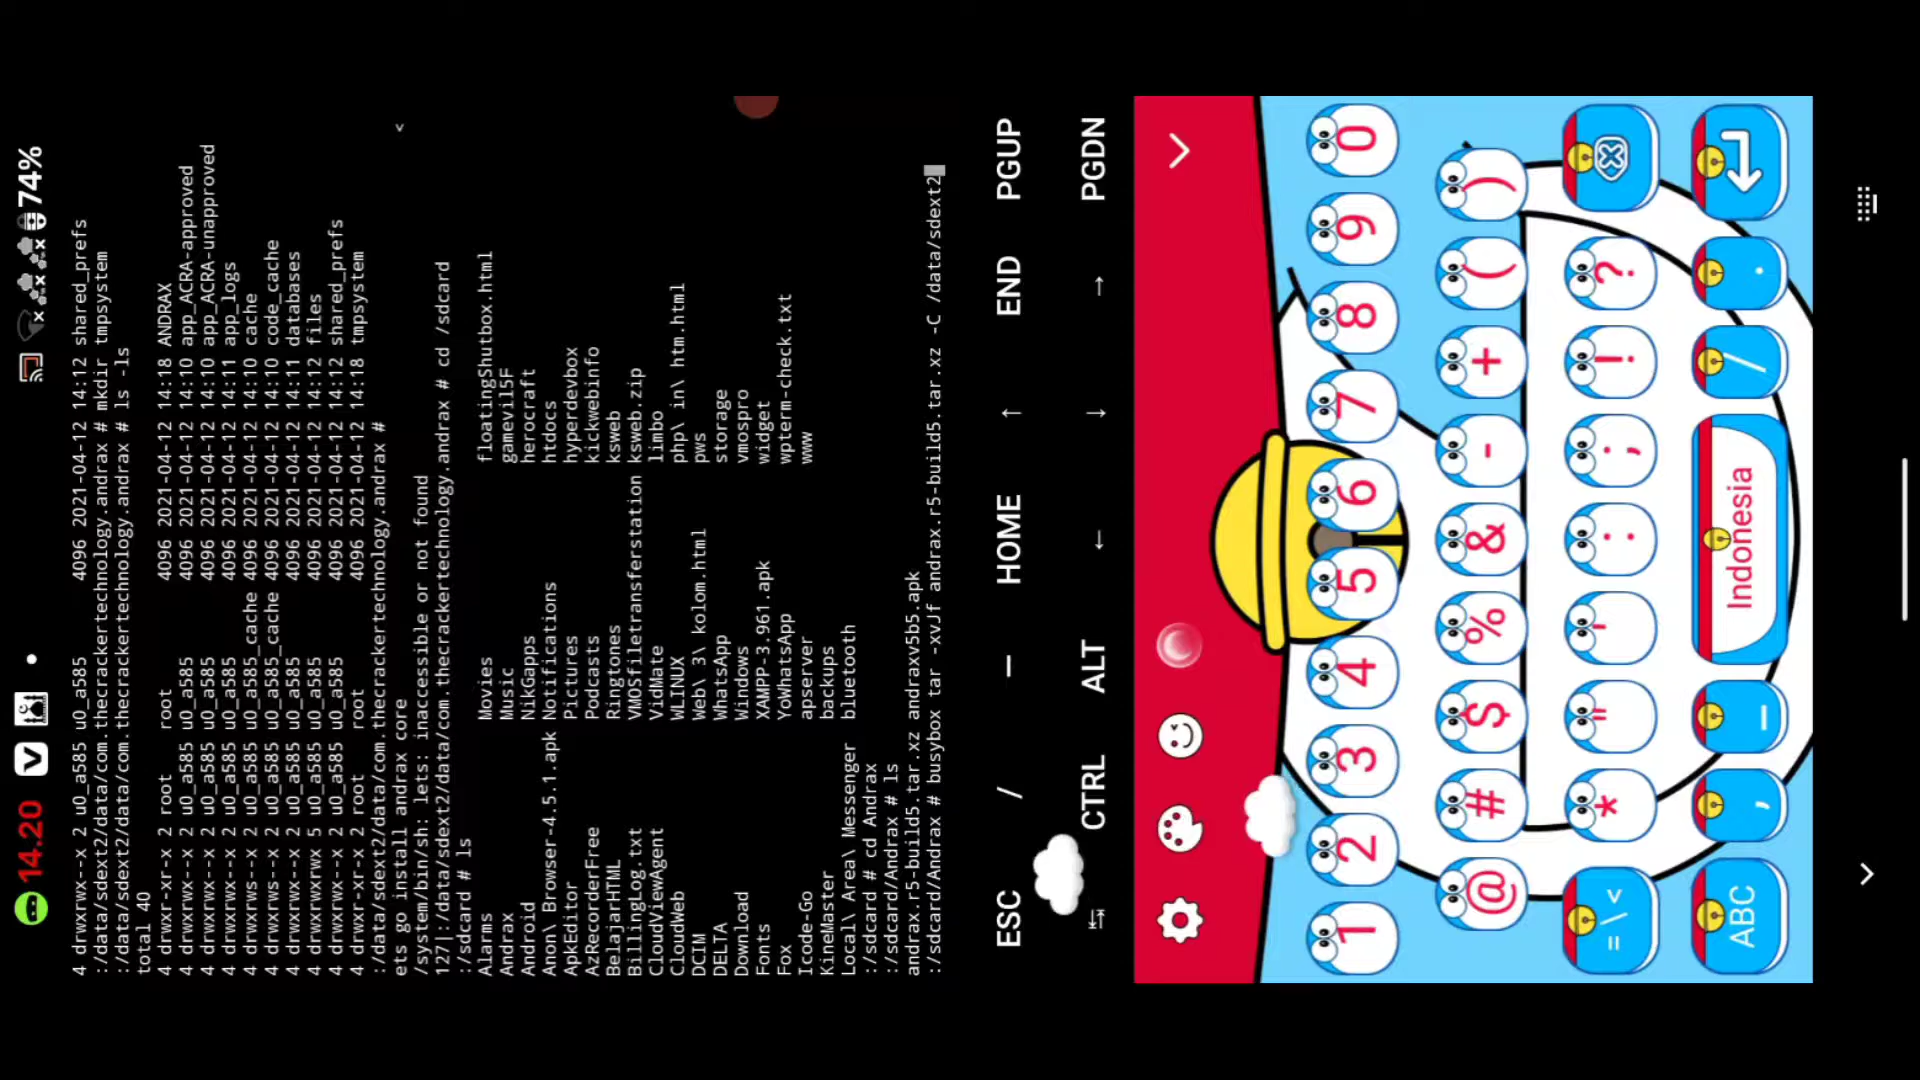 14.20
74%
4 drwxrwx--x 2 u0_a585 u0_a585       4096 2021-04-12 14:12 shared_prefs
:/data/sdext2/data/com.thecrackertechnology.andrax # mkdir tmpsystem
:/data/sdext2/data/com.thecrackertechnology.andrax # ls -ls
total 40
4 drwxr-xr-x 2 root    root          4096 2021-04-12 14:18 ANDRAX
4 drwxrwx--x 2 u0_a585 u0_a585       4096 2021-04-12 14:10 app_ACRA-approved
4 drwxrwx--x 2 u0_a585 u0_a585       4096 2021-04-12 14:10 app_ACRA-unapproved
4 drwxrwx--x 2 u0_a585 u0_a585       4096 2021-04-12 14:11 app_logs
4 drwxrws--x 2 u0_a585 u0_a585_cache 4096 2021-04-12 14:10 cache
4 drwxrws--x 2 u0_a585 u0_a585_cache 4096 2021-04-12 14:10 code_cache
4 drwxrwx--x 2 u0_a585 u0_a585       4096 2021-04-12 14:11 databases
4 drwxrwxrwx 5 u0_a585 u0_a585       4096 2021-04-12 14:12 files
4 drwxrwx--x 2 u0_a585 u0_a585       4096 2021-04-12 14:12 shared_prefs
4 drwxr-xr-x 2 root    root          4096 2021-04-12 14:18 tmpsystem
:/data/sdext2/data/com.thecrackertechnology.andrax #
ets go install andrax core                                              <
/system/bin/sh: lets: inaccessible or not found
127|:/data/sdext2/data/com.thecrackertechnology.andrax # cd /sdcard
:/sdcard # ls
Alarms Movies floatingShutbox.html
Andrax Music gamevil5F
Android NikGapps herocraft
Anon\ Browser-4.5.1.apk Notifications htdocs
ApkEditor Pictures hyperdevbox
AzRecorderFree Podcasts kickwebinfo
BelajarHTML Ringtones ksweb
BillingLog.txt VMOSfiletransferstation ksweb.zip
CloudViewAgent VidMate limbo
CloudWeb WLINUX php\ in\ htm.html
DCIM Web\ 3\ kolom.html pws
DELTA WhatsApp storage
Download Windows vmospro
Fonts XAMPP-3.961.apk widget
Fox YoWhatsApp wpterm-check.txt
Icode-Go apserver www
KineMaster backups
Local\ Area\ Messenger bluetooth
:/sdcard # cd Andrax
:/sdcard/Andrax # ls
andrax.r5-build5.tar.xz andraxv5b5.apk
:/sdcard/Andrax # busybox tar -xvJf andrax.r5-build5.tar.xz -C /data/sdext2
ESC / — HOME ↑ END PGUP
↹ CTRL ALT ← ↓ → PGDN
1 2 3 4 5 6 7 8 9 0
@ # $ % & - + ( )
=\< * " ' : ; ! ?
ABC , _ Indonesia / .